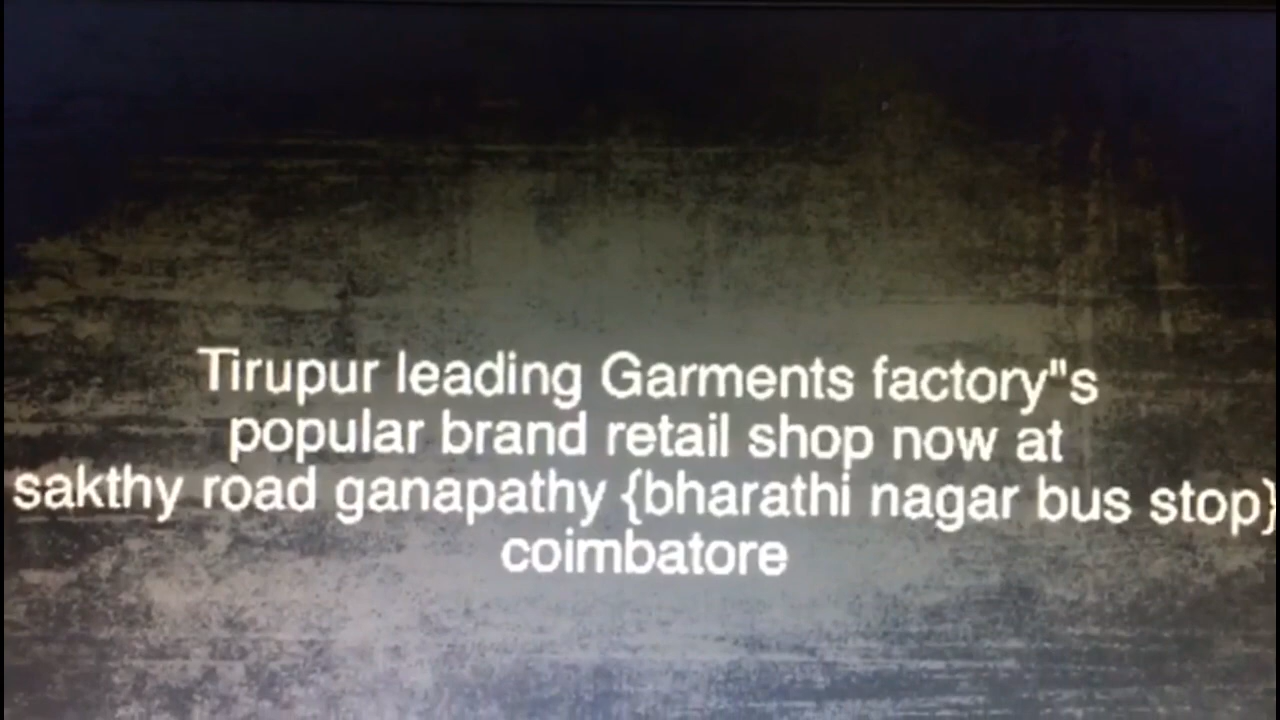 Tirupur leading Garments factory"s
popular brand retail shop now at
sakthy road ganapathy {bharathi nagar bus stop}
coimbatore